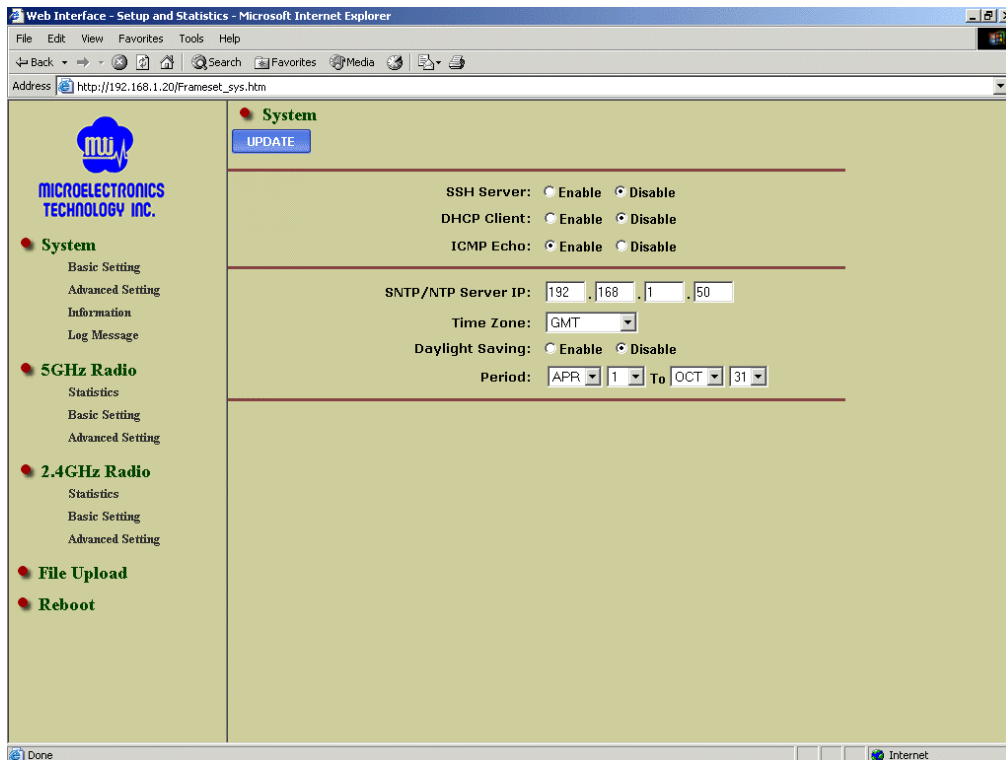 Web Interface - Setup and Statistics - Microsoft Internet Explorer
File Edit View Favorites Tools Help
Back Search Favorites Media
Address http://192.168.1.20/Frameset_sys.htm
mti
MICROELECTRONICS
TECHNOLOGY INC.
System
Basic Setting
Advanced Setting
Information
Log Message
5GHz Radio
Statistics
Basic Setting
Advanced Setting
2.4GHz Radio
Statistics
Basic Setting
Advanced Setting
File Upload
Reboot
System
UPDATE
SSH Server: Enable Disable
DHCP Client: Enable Disable
ICMP Echo: Enable Disable
SNTP/NTP Server IP: 192 . 168 . 1 . 50
Time Zone: GMT
Daylight Saving: Enable Disable
Period: APR 1 To OCT 31
Done Internet